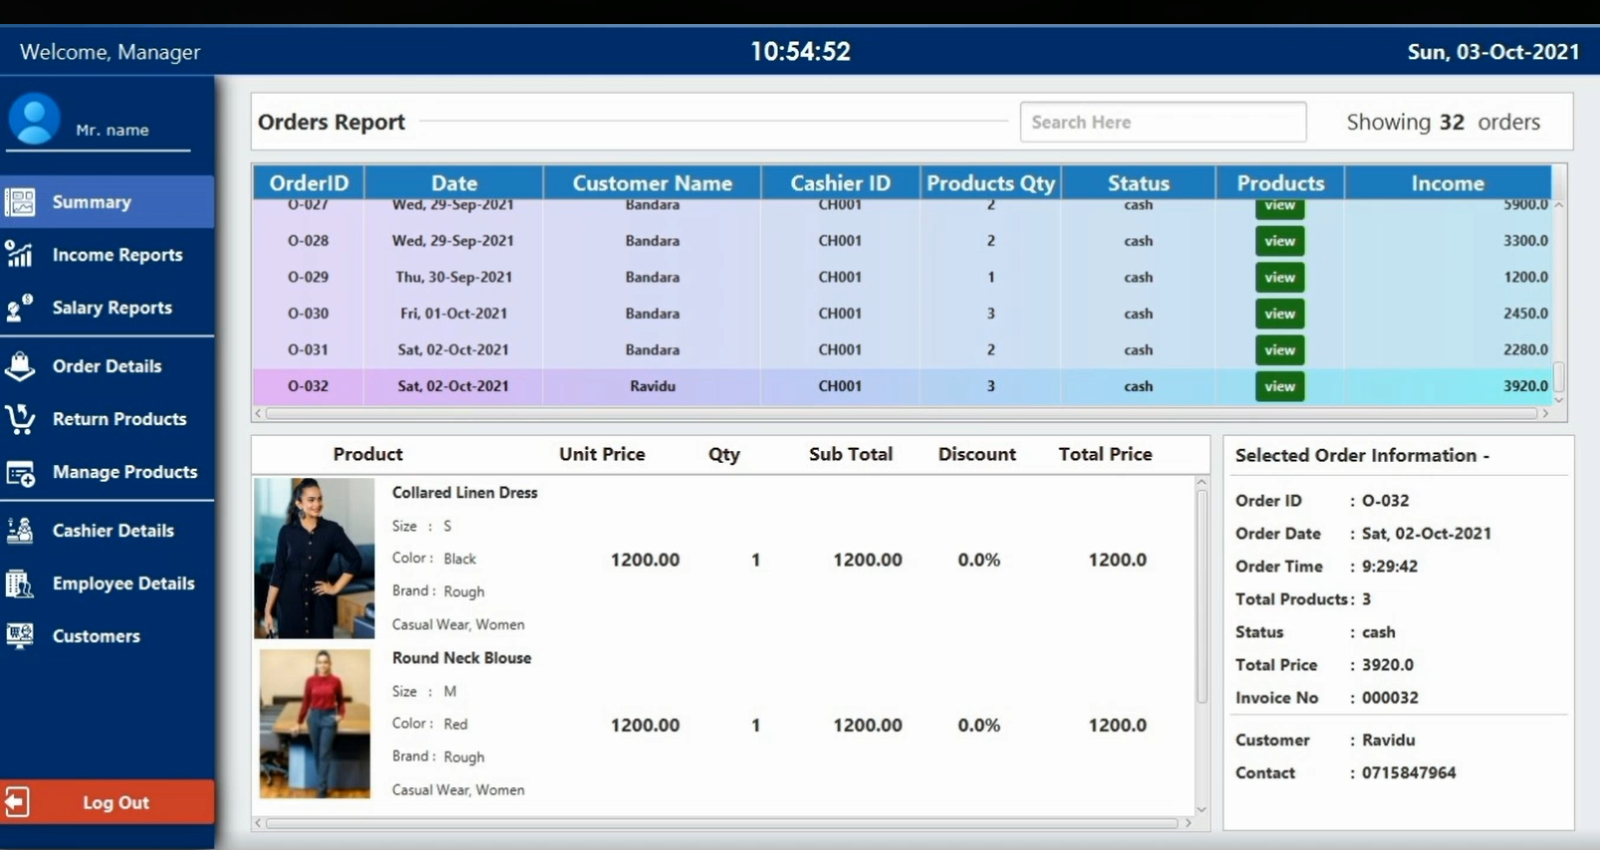 Welcome, Manager
10:54:52
Sun, 03-Oct-2021
Mr. name
Summary
Income Reports
Salary Reports
Order Details
Return Products
Manage Products
Cashier Details
Employee Details
Customers
Log Out
Orders Report
Search Here
Showing 32 orders
OrderID Date Customer Name Cashier ID Products Qty Status Products Income
O-027 Wed, 29-Sep-2021 Bandara CH001 2 cash view 5900.0
O-028 Wed, 29-Sep-2021 Bandara CH001 2 cash view 3300.0
O-029 Thu, 30-Sep-2021 Bandara CH001 1 cash view 1200.0
O-030 Fri, 01-Oct-2021 Bandara CH001 3 cash view 2450.0
O-031 Sat, 02-Oct-2021 Bandara CH001 2 cash view 2280.0
O-032 Sat, 02-Oct-2021 Ravidu CH001 3 cash view 3920.0
Product Unit Price Qty Sub Total Discount Total Price
Collared Linen Dress
Size : S
Color : Black
Brand : Rough
Casual Wear, Women
1200.00 1 1200.00 0.0% 1200.0
Round Neck Blouse
Size : M
Color : Red
Brand : Rough
Casual Wear, Women
1200.00 1 1200.00 0.0% 1200.0
Selected Order Information -
Order ID : O-032
Order Date : Sat, 02-Oct-2021
Order Time : 9:29:42
Total Products : 3
Status : cash
Total Price : 3920.0
Invoice No : 000032
Customer : Ravidu
Contact : 0715847964